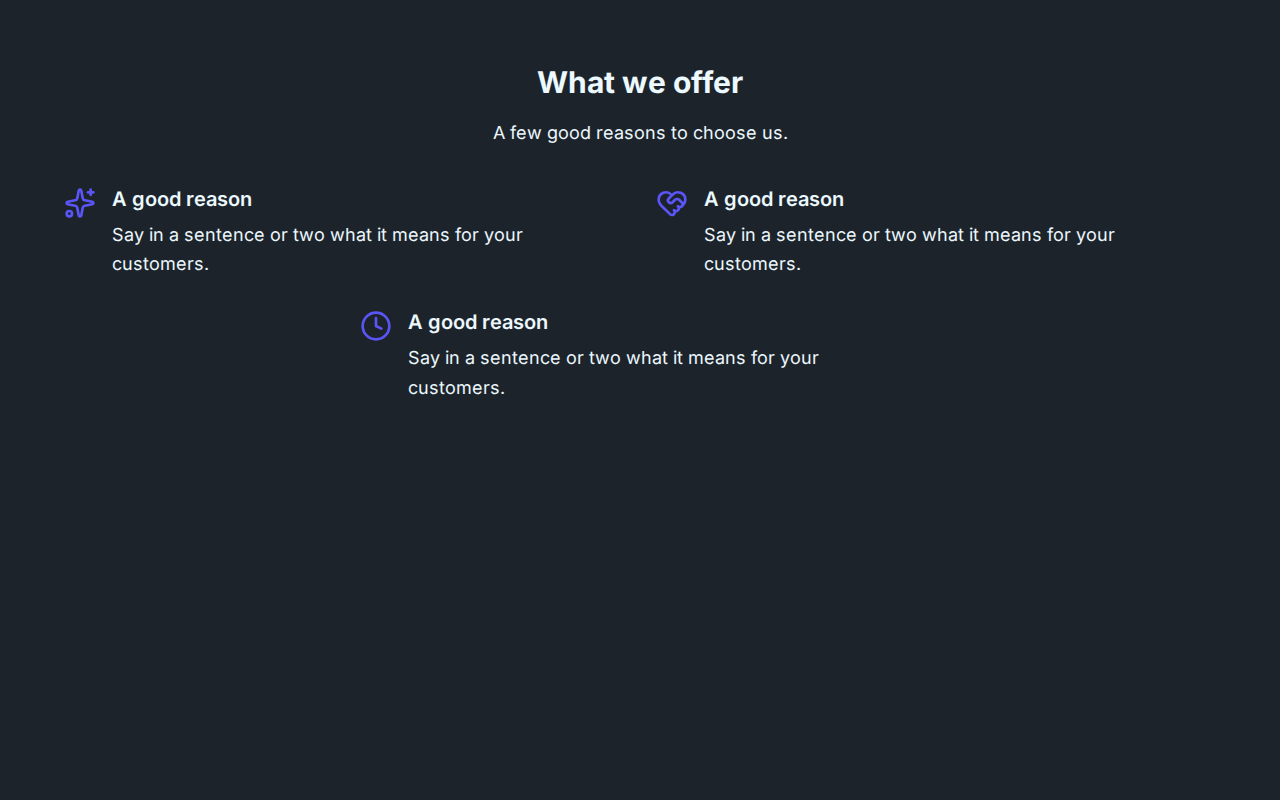 What we offer
A few good reasons to choose us.
A good reason
Say in a sentence or two what it means for your
customers.
A good reason
Say in a sentence or two what it means for your
customers.
A good reason
Say in a sentence or two what it means for your
customers.